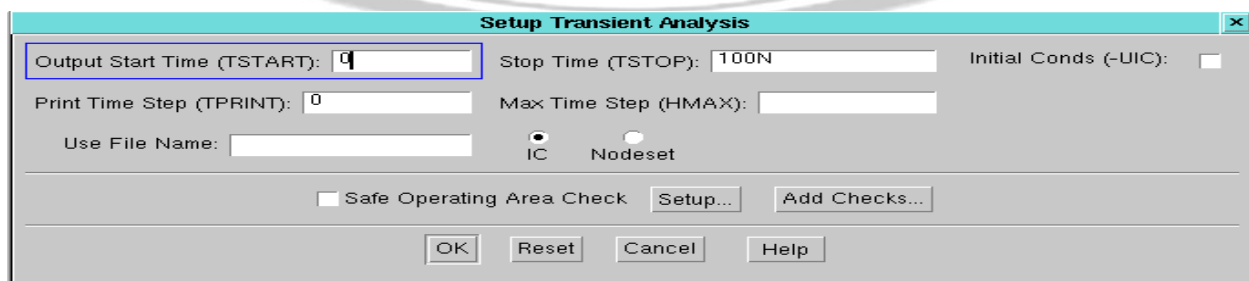 Setup Transient Analysis
Output Start Time (TSTART): 0 Stop Time (TSTOP): 100N Initial Conds (-UIC):
Print Time Step (TPRINT): 0 Max Time Step (HMAX):
Use File Name: IC Nodeset
Safe Operating Area Check Setup... Add Checks...
OK Reset Cancel Help